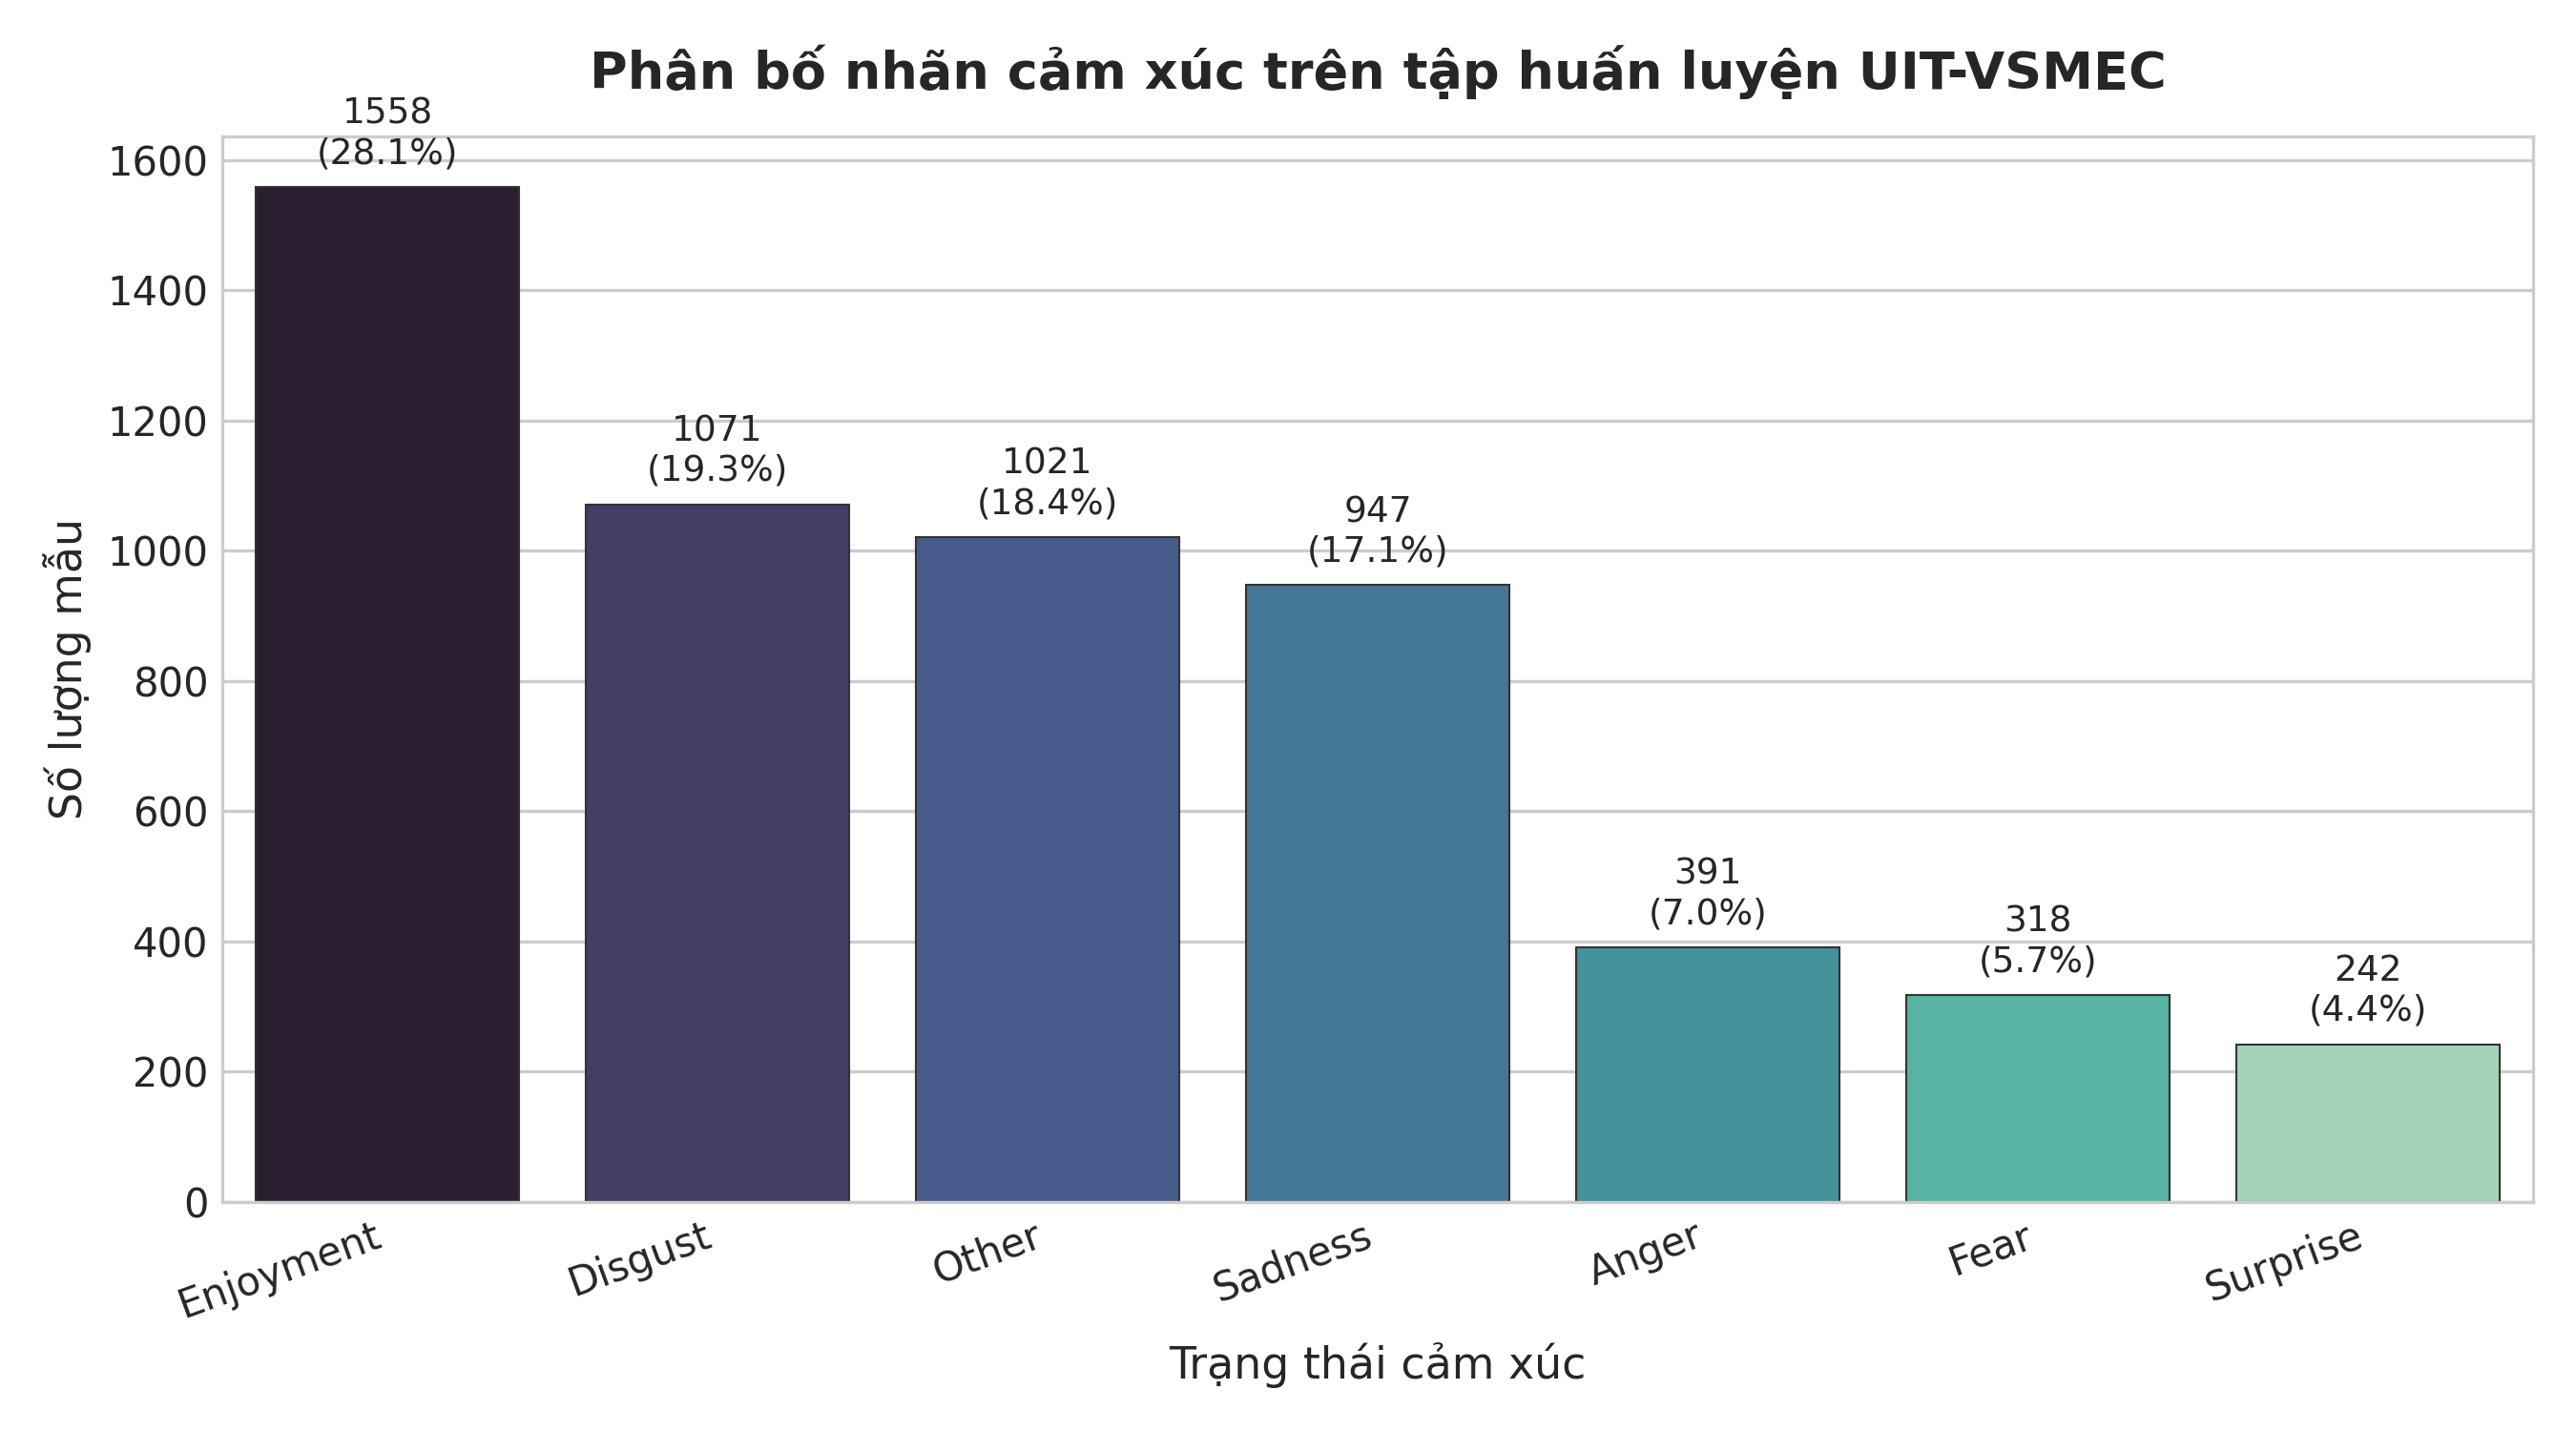 Phân bố nhãn cảm xúc trên tập huấn luyện UIT-VSMEC
1558
(28.1%)
1071
(19.3%)
1021
(18.4%)
947
(17.1%)
391
(7.0%)
318
(5.7%)
242
(4.4%)
1600
1400
1200
1000
800
600
400
200
0
Số lượng mẫu
Enjoyment
Disgust
Other
Sadness
Anger
Fear
Surprise
Trạng thái cảm xúc